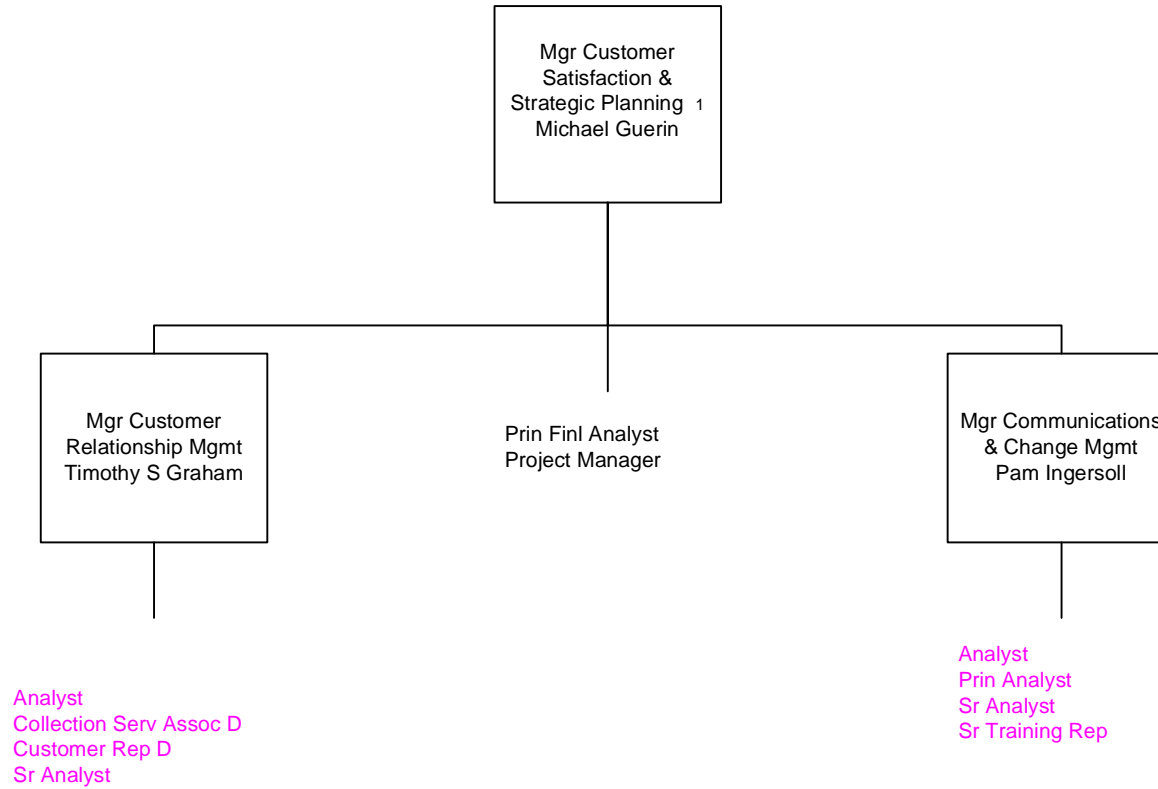 Mgr Customer
Satisfaction &
Strategic Planning 1
Michael Guerin
Mgr Customer
Relationship Mgmt
Timothy S Graham
Prin Finl Analyst
Project Manager
Mgr Communications
& Change Mgmt
Pam Ingersoll
Analyst
Collection Serv Assoc D
Customer Rep D
Sr Analyst
Analyst
Prin Analyst
Sr Analyst
Sr Training Rep